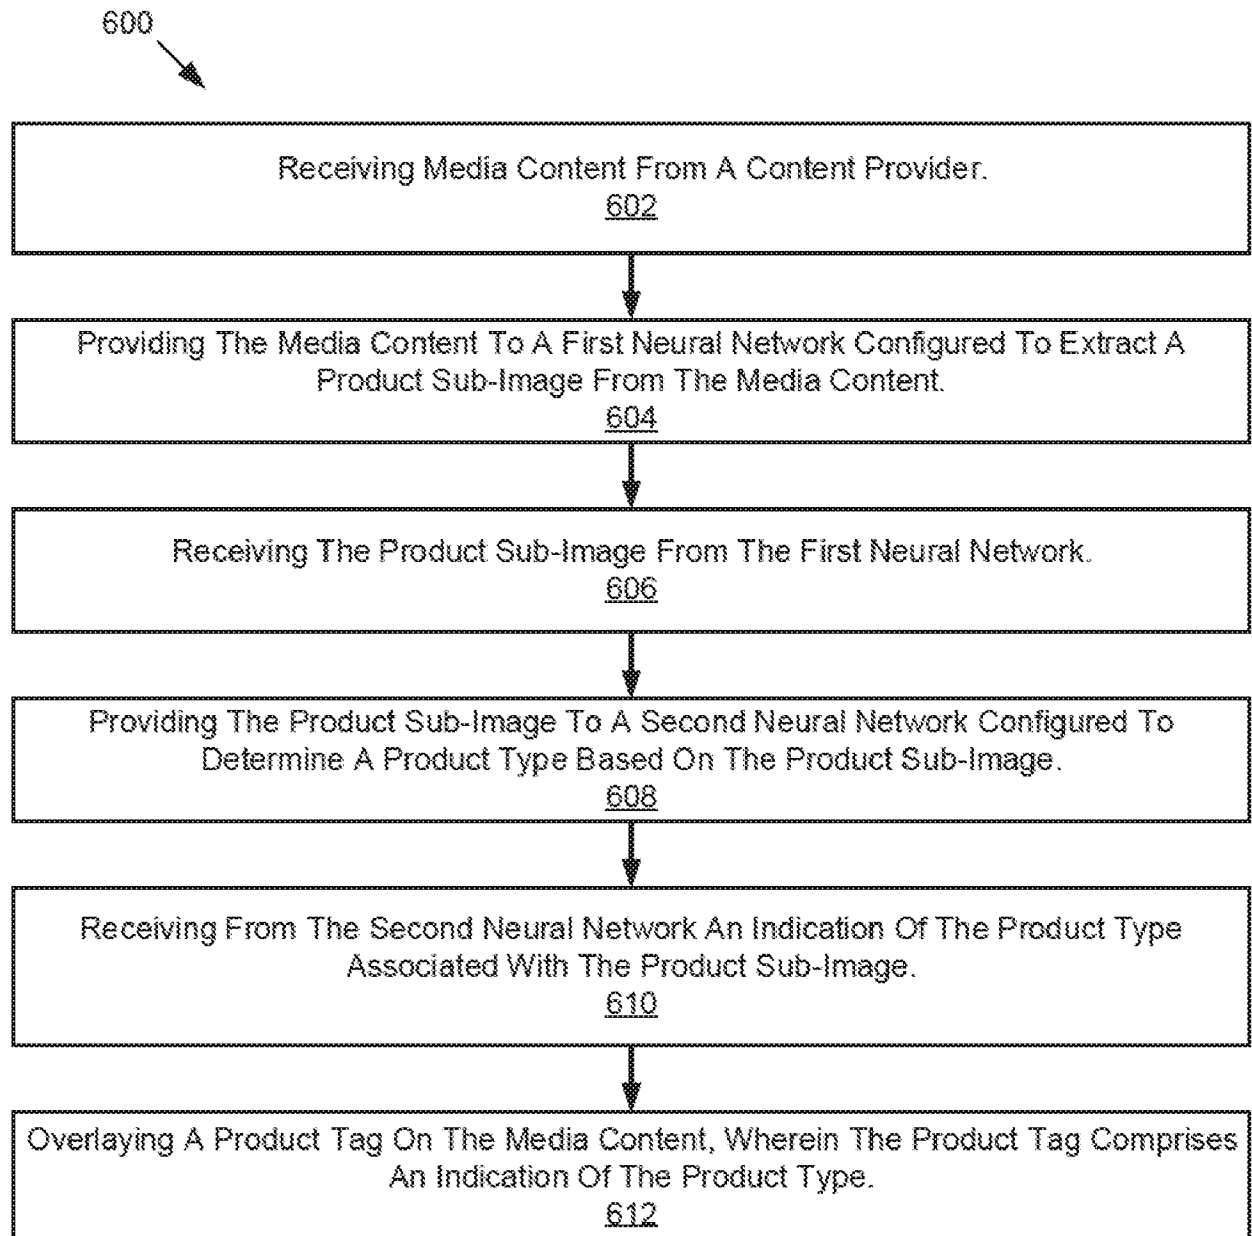 600
Receiving Media Content From A Content Provider.
602
Providing The Media Content To A First Neural Network Configured To Extract A
Product Sub-Image From The Media Content.
604
Receiving The Product Sub-Image From The First Neural Network.
606
Providing The Product Sub-Image To A Second Neural Network Configured To
Determine A Product Type Based On The Product Sub-Image.
608
Receiving From The Second Neural Network An Indication Of The Product Type
Associated With The Product Sub-Image.
610
Overlaying A Product Tag On The Media Content, Wherein The Product Tag Comprises
An Indication Of The Product Type.
612